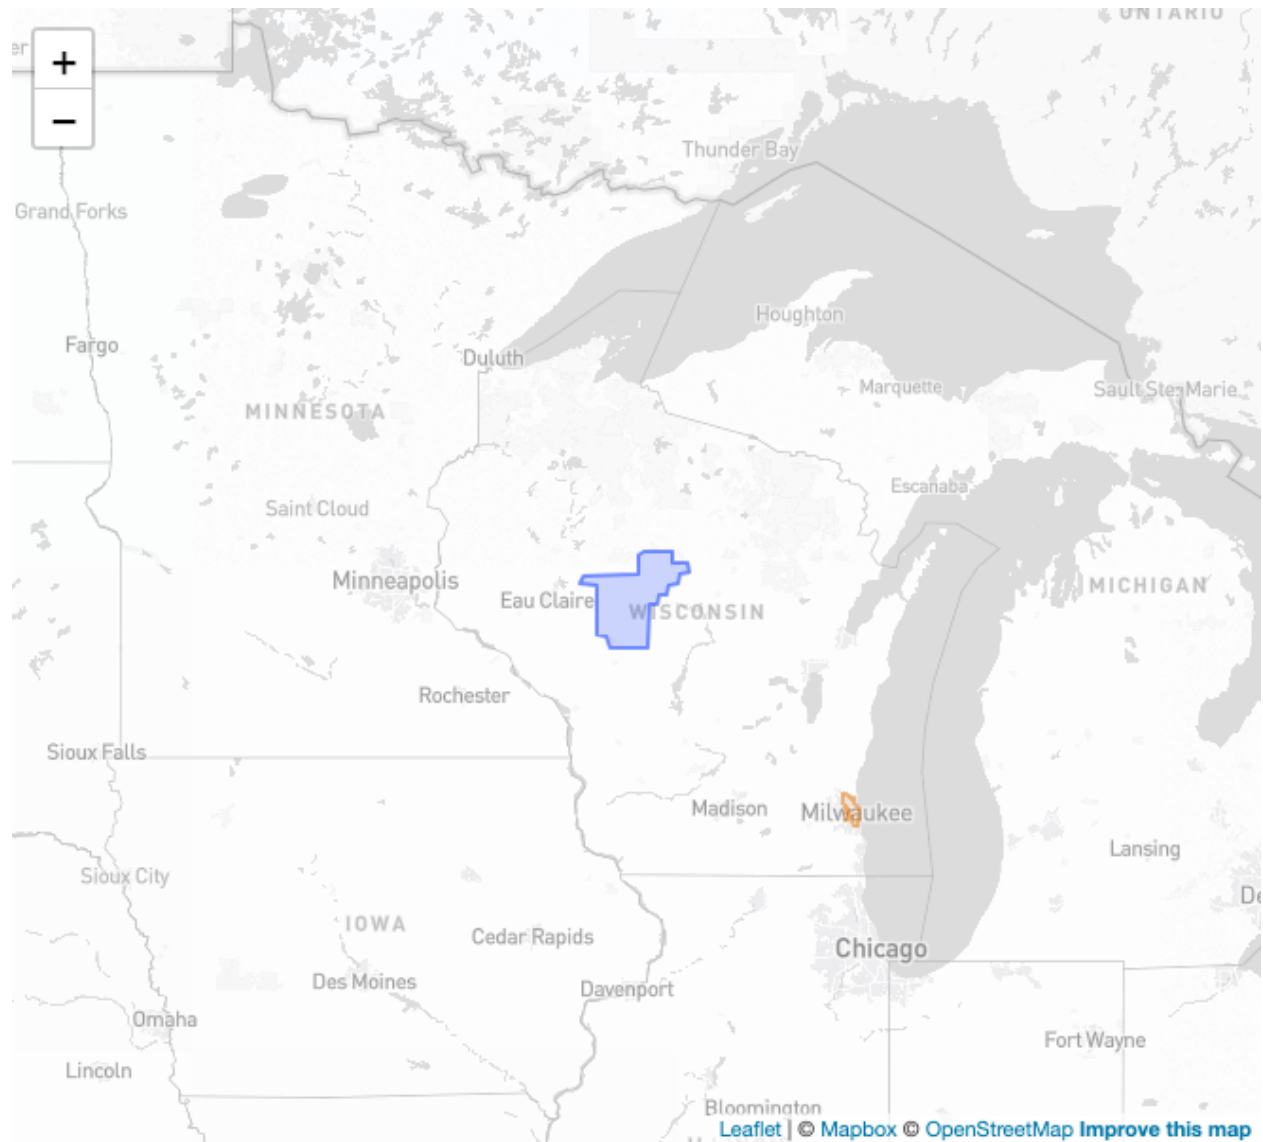 ONTARIO
er
+
−
Thunder Bay
Grand Forks
Houghton
Fargo
Duluth
Marquette
Sault Ste. Marie
MINNESOTA
Escanaba
Saint Cloud
Minneapolis
MICHIGAN
Eau Claire
WISCONSIN
Rochester
Sioux Falls
Madison
Milwaukee
Lansing
Sioux City
De
IOWA
Cedar Rapids
Chicago
Des Moines
Davenport
Omaha
Fort Wayne
Lincoln
Bloomington
Leaflet | © Mapbox © OpenStreetMap Improve this map